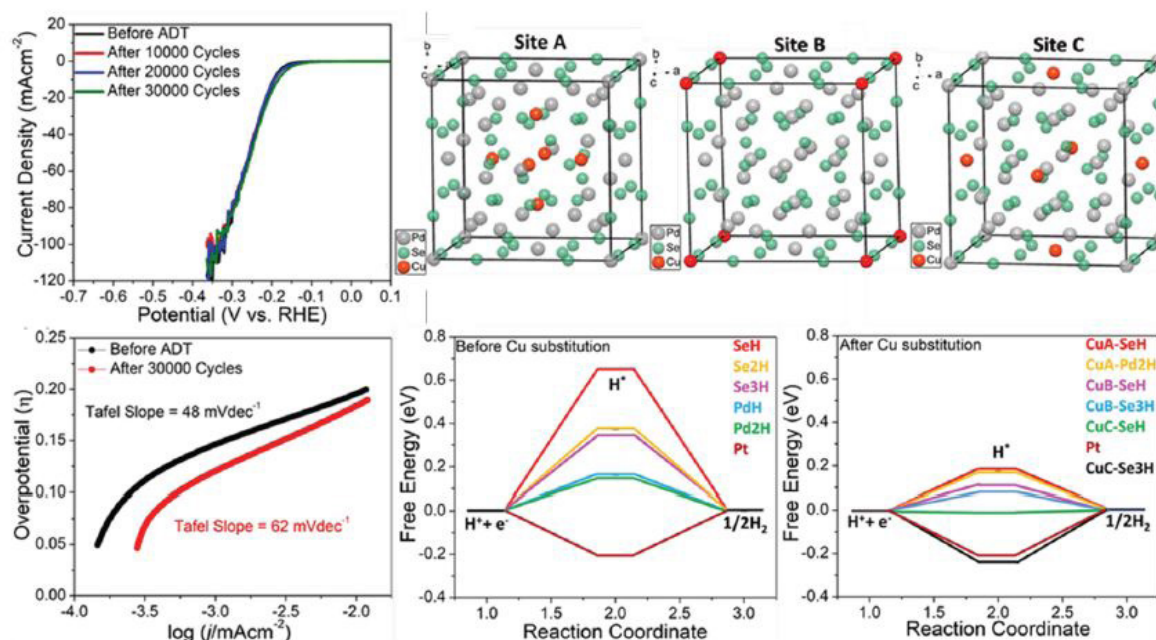 Before ADT
After 10000 Cycles
After 20000 Cycles
After 30000 Cycles
20
0
-20
-40
-60
-80
-100
-120
Current Density (mAcm-2)
-0.7 -0.6 -0.5 -0.4 -0.3 -0.2 -0.1 0.0 0.1
Potential (V vs. RHE)
Site A
b
c a
Pd
Se
Cu
Site B
Pd
Se
Cu
Site C
b
c a
Pd
Se
Cu
Before ADT
After 30000 Cycles
0.25
0.20
0.15
0.10
0.05
0.00
Overpotential (η)
Tafel Slope = 48 mVdec-1
Tafel Slope = 62 mVdec-1
-4.0 -3.5 -3.0 -2.5 -2.0
log (j/mAcm-2)
Before Cu substitution
0.8
0.6
0.4
0.2
0.0
-0.2
-0.4
Free Energy (eV)
SeH
Se2H
Se3H
PdH
Pd2H
Pt
H*
H++ e-
1/2H2
1.0 1.5 2.0 2.5 3.0
Reaction Coordinate
After Cu substitution
0.8
0.6
0.4
0.2
0.0
-0.2
-0.4
Free Energy (eV)
CuA-SeH
CuA-Pd2H
CuB-SeH
CuB-Se3H
CuC-SeH
Pt
CuC-Se3H
H*
H++ e-
1/2H2
1.0 1.5 2.0 2.5 3.0
Reaction Coordinate